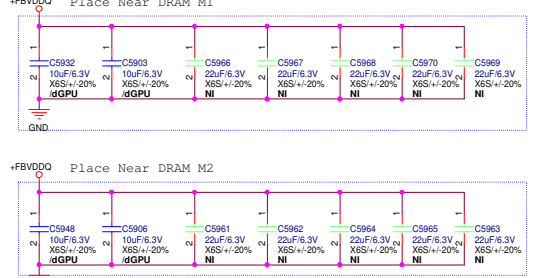 +FBVDDQ Place Near DRAM M1
1 1 1 1 1 1 1
C5932 C5903 C5966 C5967 C5968 C5970 C5969
2 10uF/6.3V 2 10uF/6.3V 2 22uF/6.3V 2 22uF/6.3V 2 22uF/6.3V 2 22uF/6.3V 2 22uF/6.3V
X6S/+/-20% X6S/+/-20% X6S/+/-20% X6S/+/-20% X6S/+/-20% X6S/+/-20% X6S/+/-20%
/dGPU /dGPU NI NI NI NI NI
GND
+FBVDDQ Place Near DRAM M2
1 1 1 1 1 1 1
C5948 C5906 C5961 C5962 C5964 C5965 C5963
2 10uF/6.3V 2 10uF/6.3V 2 22uF/6.3V 2 22uF/6.3V 2 22uF/6.3V 2 22uF/6.3V 2 22uF/6.3V
X6S/+/-20% X6S/+/-20% X6S/+/-20% X6S/+/-20% X6S/+/-20% X6S/+/-20% X6S/+/-20%
/dGPU /dGPU NI NI NI NI NI